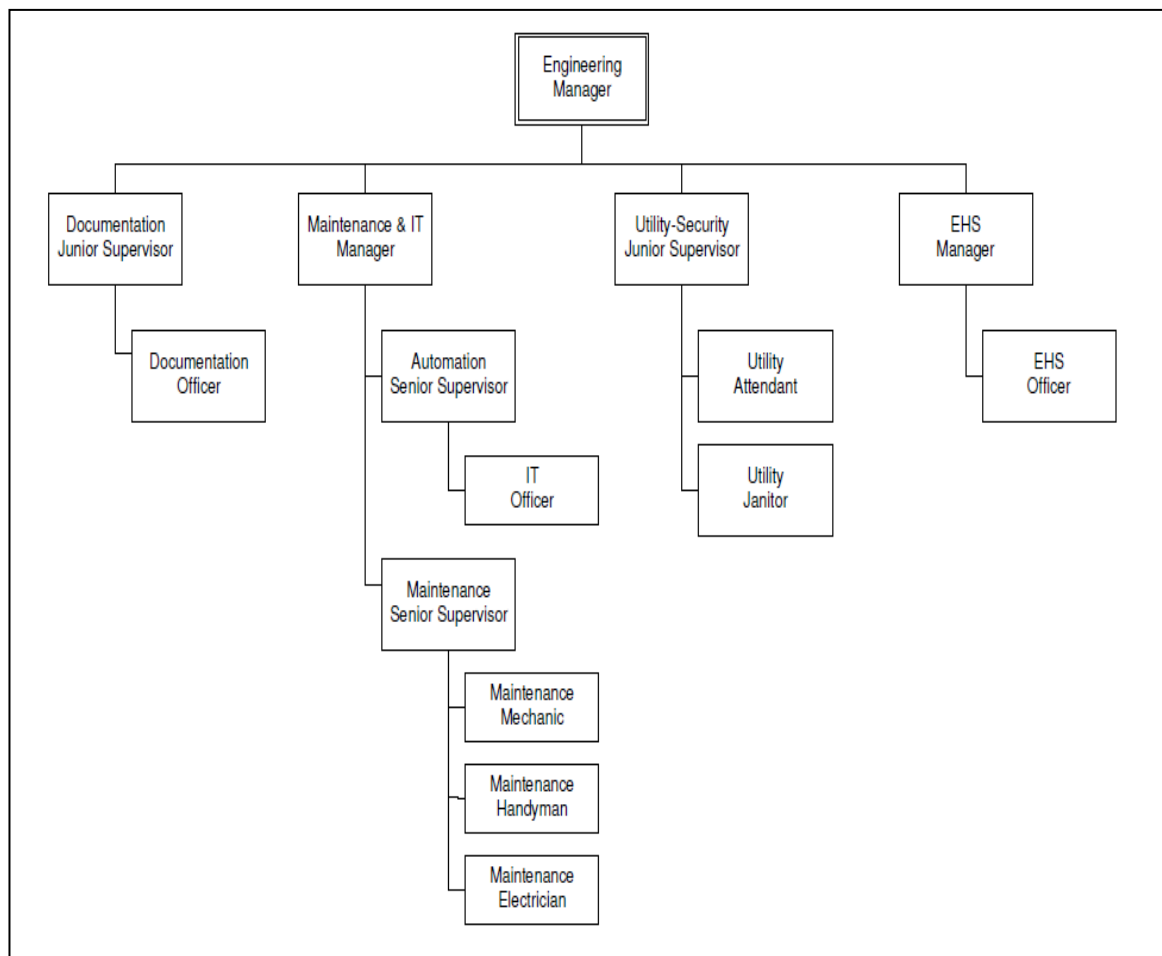 Engineering
Manager
Documentation
Junior Supervisor
Maintenance & IT
Manager
Utility-Security
Junior Supervisor
EHS
Manager
Documentation
Officer
Automation
Senior Supervisor
Utility
Attendant
EHS
Officer
IT
Officer
Utility
Janitor
Maintenance
Senior Supervisor
Maintenance
Mechanic
Maintenance
Handyman
Maintenance
Electrician